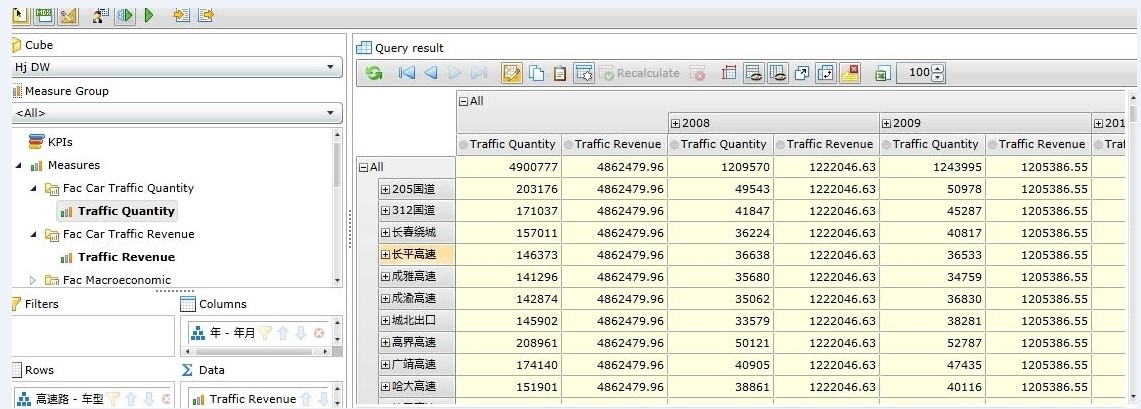 Cube
Query result
Hj DW
Recalculate
100
Measure Group
<All>
All
KPIs
2008
2009
201
Measures
Traffic Quantity
Traffic Revenue
Traffic Quantity
Traffic Revenue
Traffic Quantity
Traffic Revenue
Traf
All 4900777 4862479.96 1209570 1222046.63 1243995 1205386.55
Fac Car Traffic Quantity
205国道 203176 4862479.96 49543 1222046.63 50978 1205386.55
Traffic Quantity
312国道 171037 4862479.96 41847 1222046.63 45287 1205386.55
Fac Car Traffic Revenue
长春绕城 157011 4862479.96 36224 1222046.63 40817 1205386.55
Traffic Revenue
长平高速 146373 4862479.96 36638 1222046.63 36533 1205386.55
Fac Macroeconomic
成雅高速 141296 4862479.96 35680 1222046.63 34759 1205386.55
Filters
Columns
成渝高速 142874 4862479.96 35062 1222046.63 36830 1205386.55
年 - 年月
城北出口 145902 4862479.96 33579 1222046.63 38281 1205386.55
高界高速 208961 4862479.96 50121 1222046.63 52787 1205386.55
Rows
Data
广靖高速 174140 4862479.96 40905 1222046.63 47435 1205386.55
高速路 - 车型
Traffic Revenue
哈大高速 151901 4862479.96 38861 1222046.63 40116 1205386.55